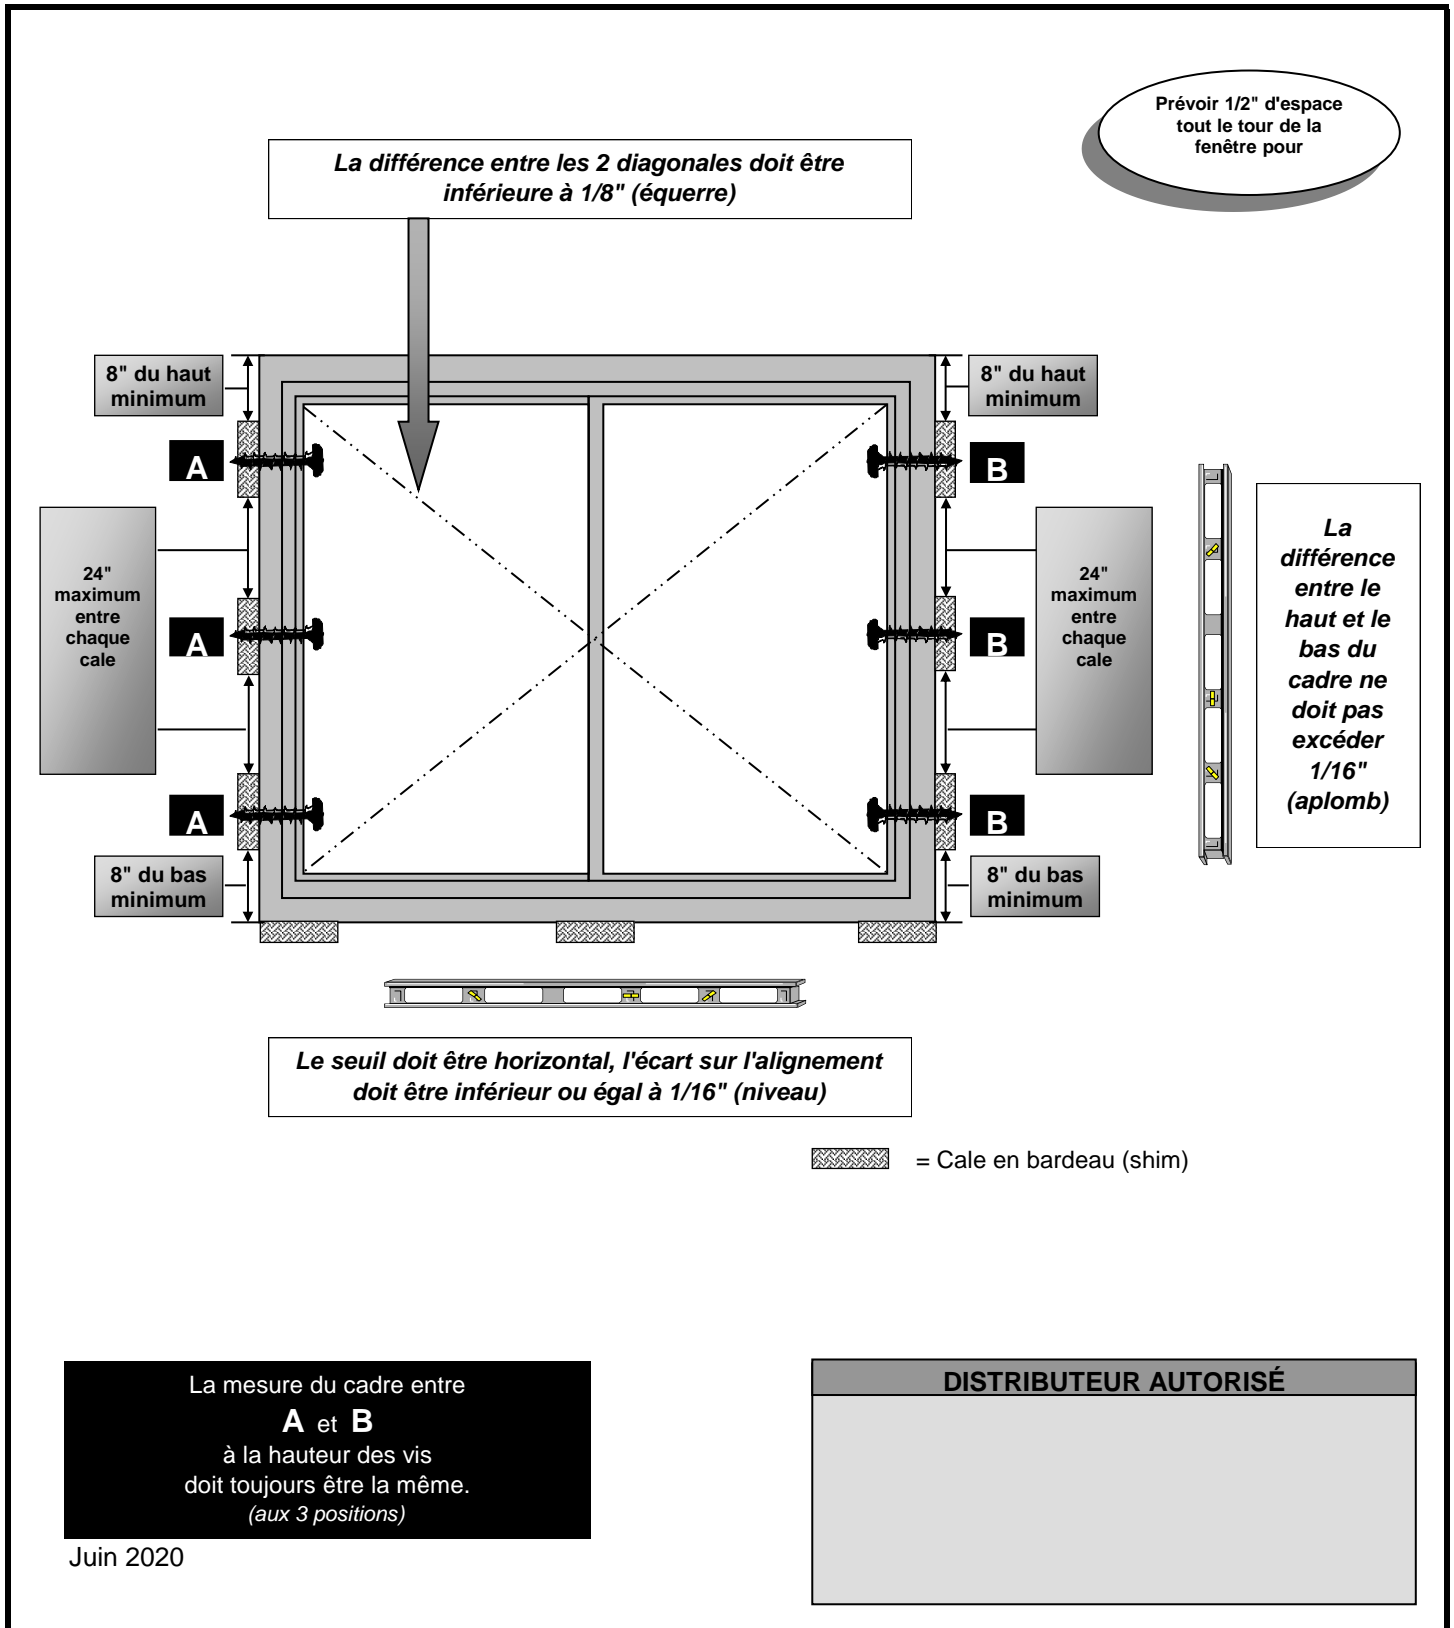 Prévoir 1/2" d'espace
tout le tour de la
fenêtre pour
La différence entre les 2 diagonales doit être
inférieure à 1/8" (équerre)
8" du haut
minimum
8" du haut
minimum
A
B
24"
maximum
entre
chaque
cale
A
B
24"
maximum
entre
chaque
cale
La
différence
entre le
haut et le
bas du
cadre ne
doit pas
excéder
1/16"
(aplomb)
A
B
8" du bas
minimum
8" du bas
minimum
Le seuil doit être horizontal, l'écart sur l'alignement
doit être inférieur ou égal à 1/16" (niveau)
= Cale en bardeau (shim)
La mesure du cadre entre
A et B
à la hauteur des vis
doit toujours être la même.
(aux 3 positions)
Juin 2020
DISTRIBUTEUR AUTORISÉ